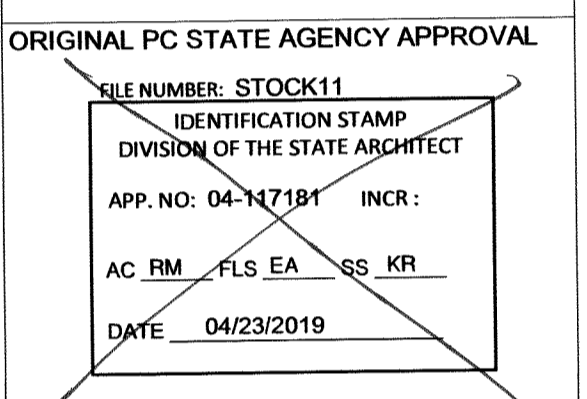 ORIGINAL PC STATE AGENCY APPROVAL
FILE NUMBER: STOCK11
IDENTIFICATION STAMP
DIVISION OF THE STATE ARCHITECT
APP. NO: 04-117181 INCR :
AC RM FLS EA SS KR
DATE 04/23/2019